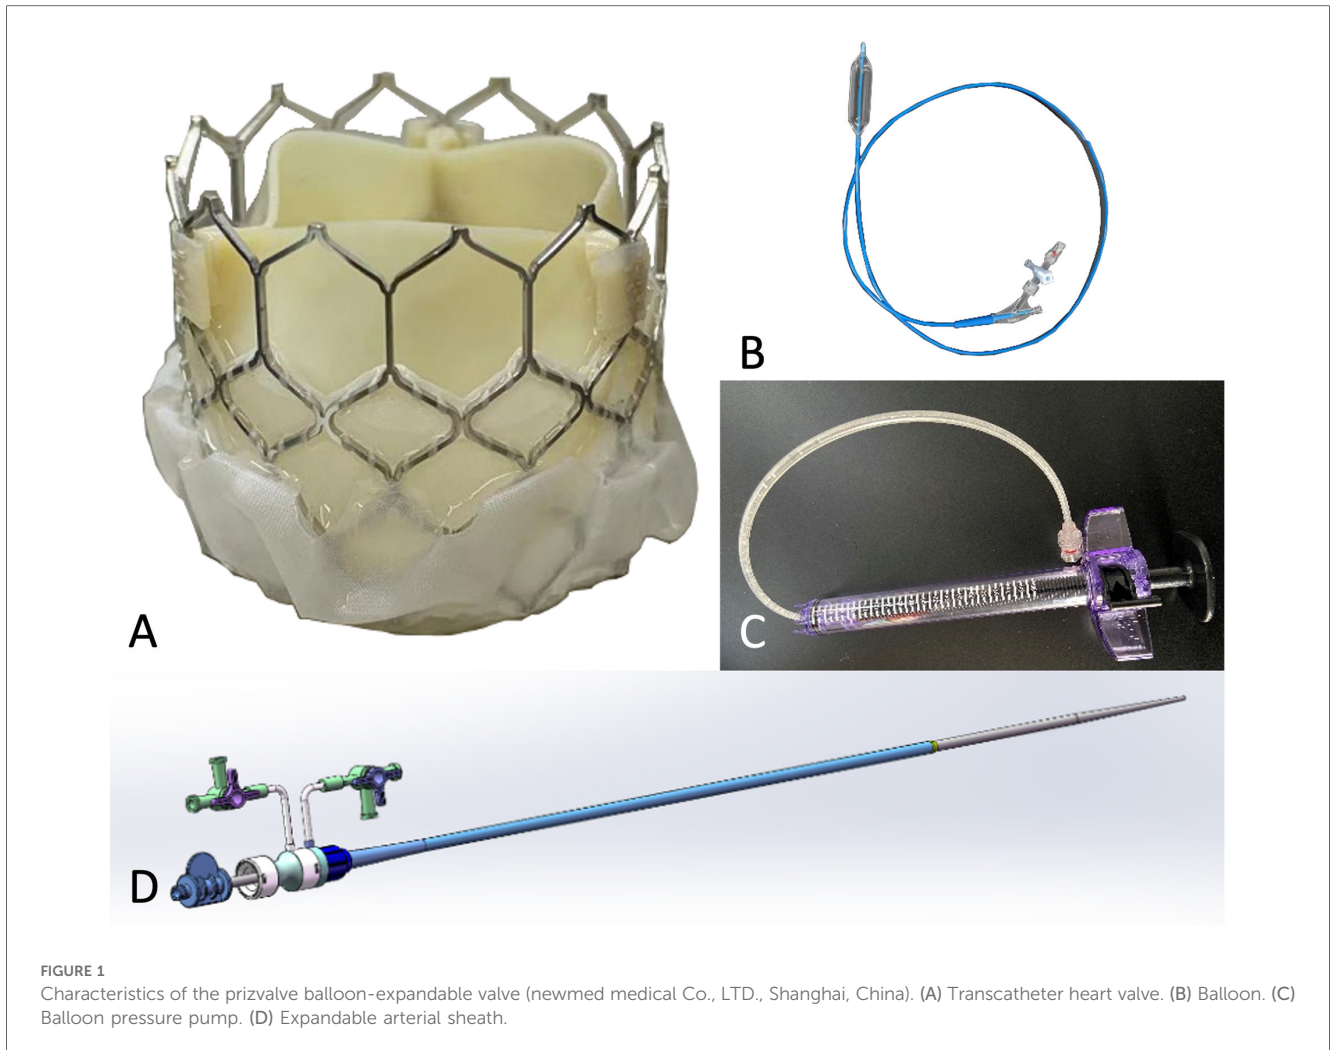 A
B
C
D
FIGURE 1
Characteristics of the prizvalve balloon-expandable valve (newmed medical Co., LTD., Shanghai, China). (A) Transcatheter heart valve. (B) Balloon. (C)
Balloon pressure pump. (D) Expandable arterial sheath.